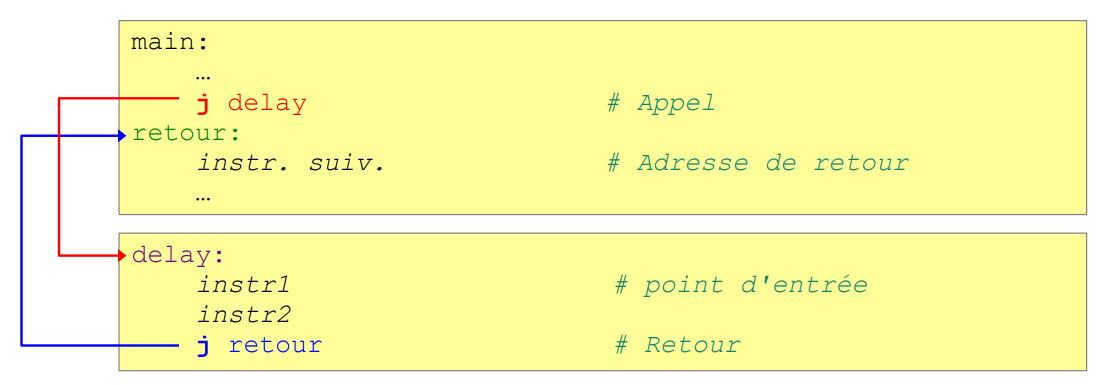 main:
…
j delay # Appel
retour:
instr. suiv. # Adresse de retour
…
delay:
instr1 # point d'entrée
instr2
j retour # Retour